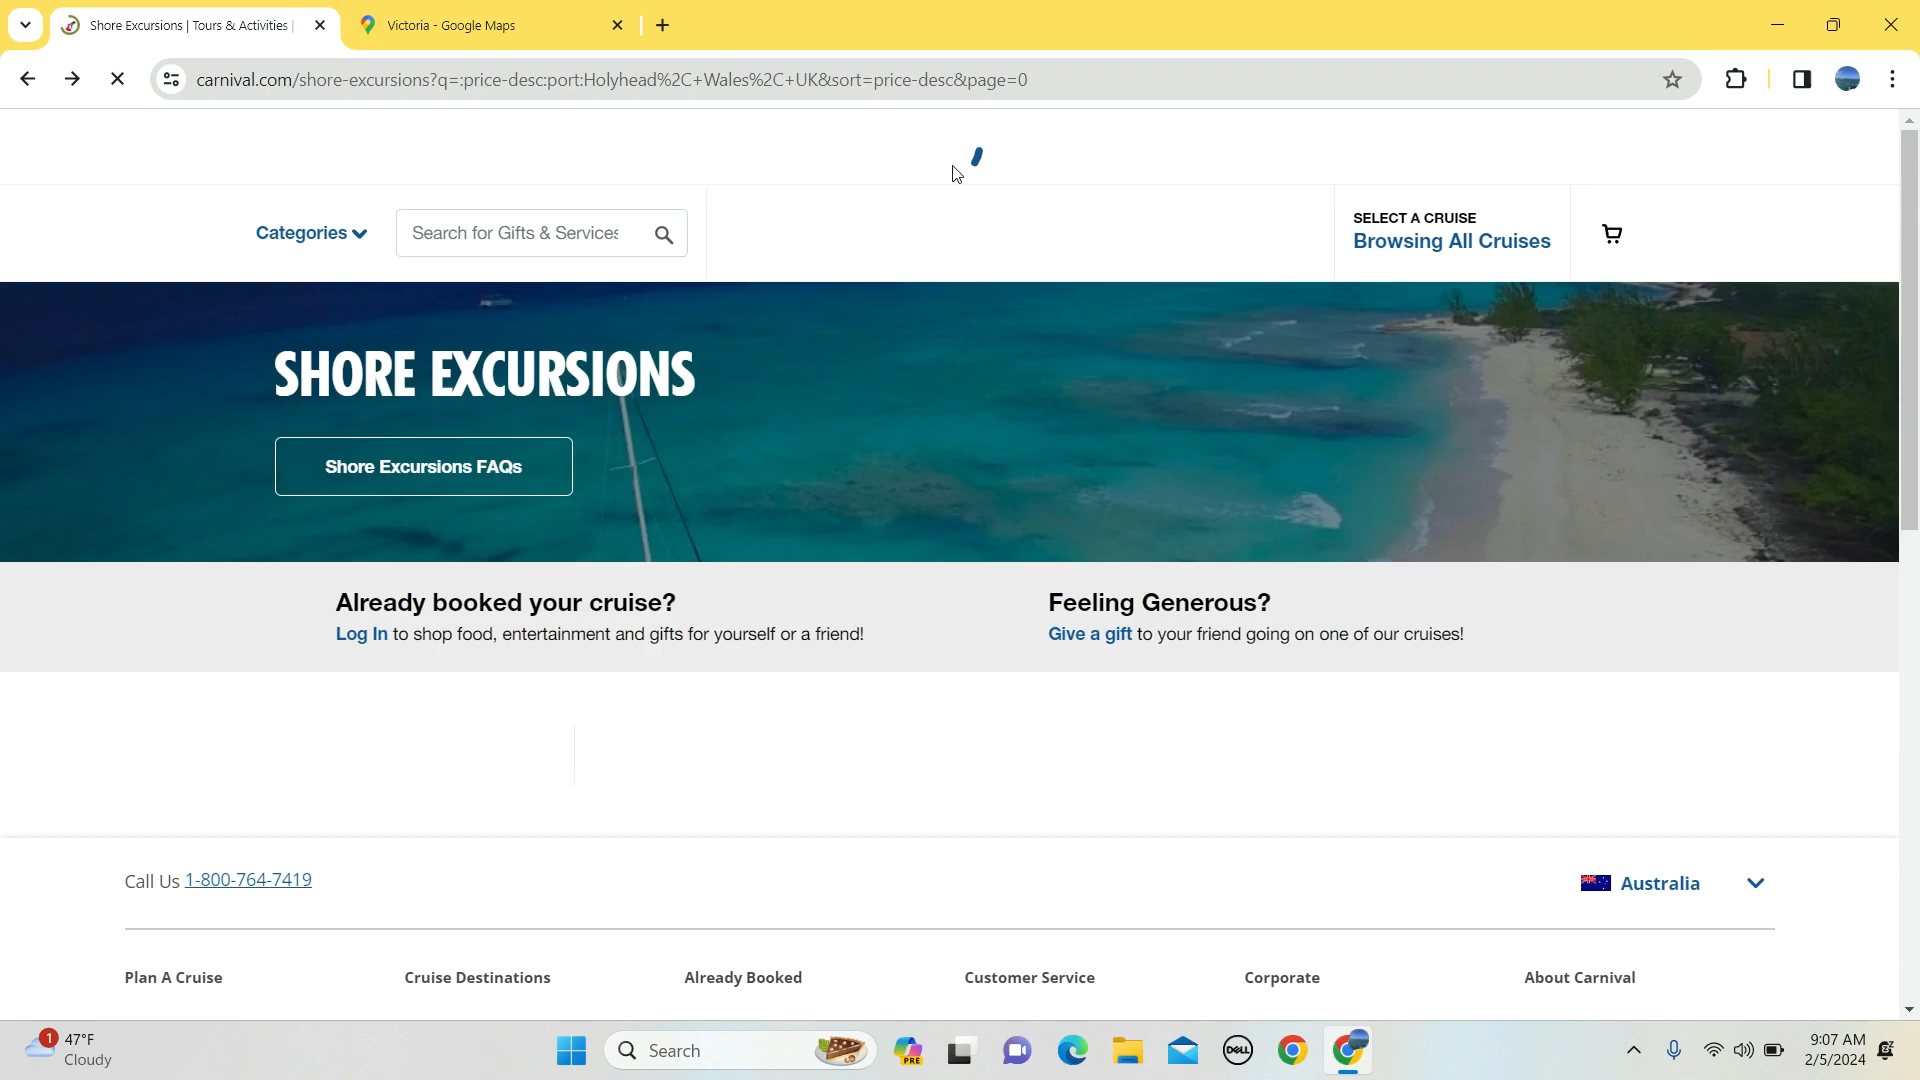 Shore Excursions | Tours & Activities |
Victoria - Google Maps
carnival.com/shore-excursions?q=:price-desc:port:Holyhead%2C+Wales%2C+UK&sort=price-desc&page=0
Categories
Search for Gifts & Services
SELECT A CRUISE
Browsing All Cruises
SHORE EXCURSIONS
Shore Excursions FAQs
Already booked your cruise?
Log In to shop food, entertainment and gifts for yourself or a friend!
Feeling Generous?
Give a gift to your friend going on one of our cruises!
Call Us 1-800-764-7419
Australia
Plan A Cruise
Cruise Destinations
Already Booked
Customer Service
Corporate
About Carnival
1
47°F
Cloudy
Search
PRE
DELL
9:07 AM
2/5/2024